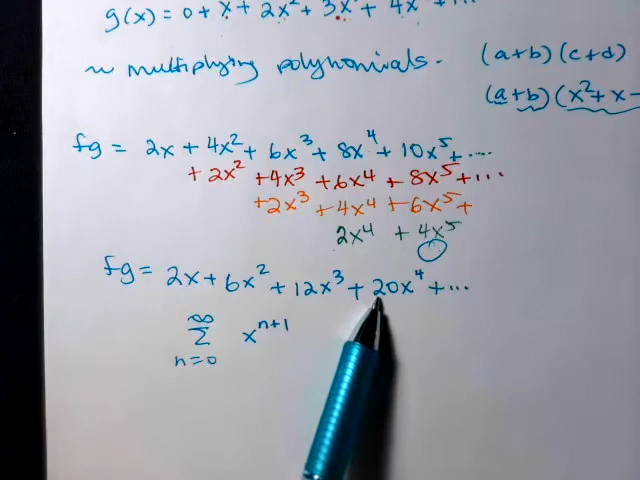 g(x) = 0 + x + 2x² + 3x³ + 4x⁴ + ...
~ multiplying polynomials. (a+b)(c+d)
(a+b)(x²+x-
fg = 2x + 4x² + 6x³ + 8x⁴ + 10x⁵ + ....
+ 2x² + 4x³ + 6x⁴ + 8x⁵ + ...
+ 2x³ + 4x⁴ + 6x⁵ +
2x⁴ + 4x⁵
fg = 2x + 6x² + 12x³ + 20x⁴ + ...
∞
Σ xⁿ⁺¹
n=0